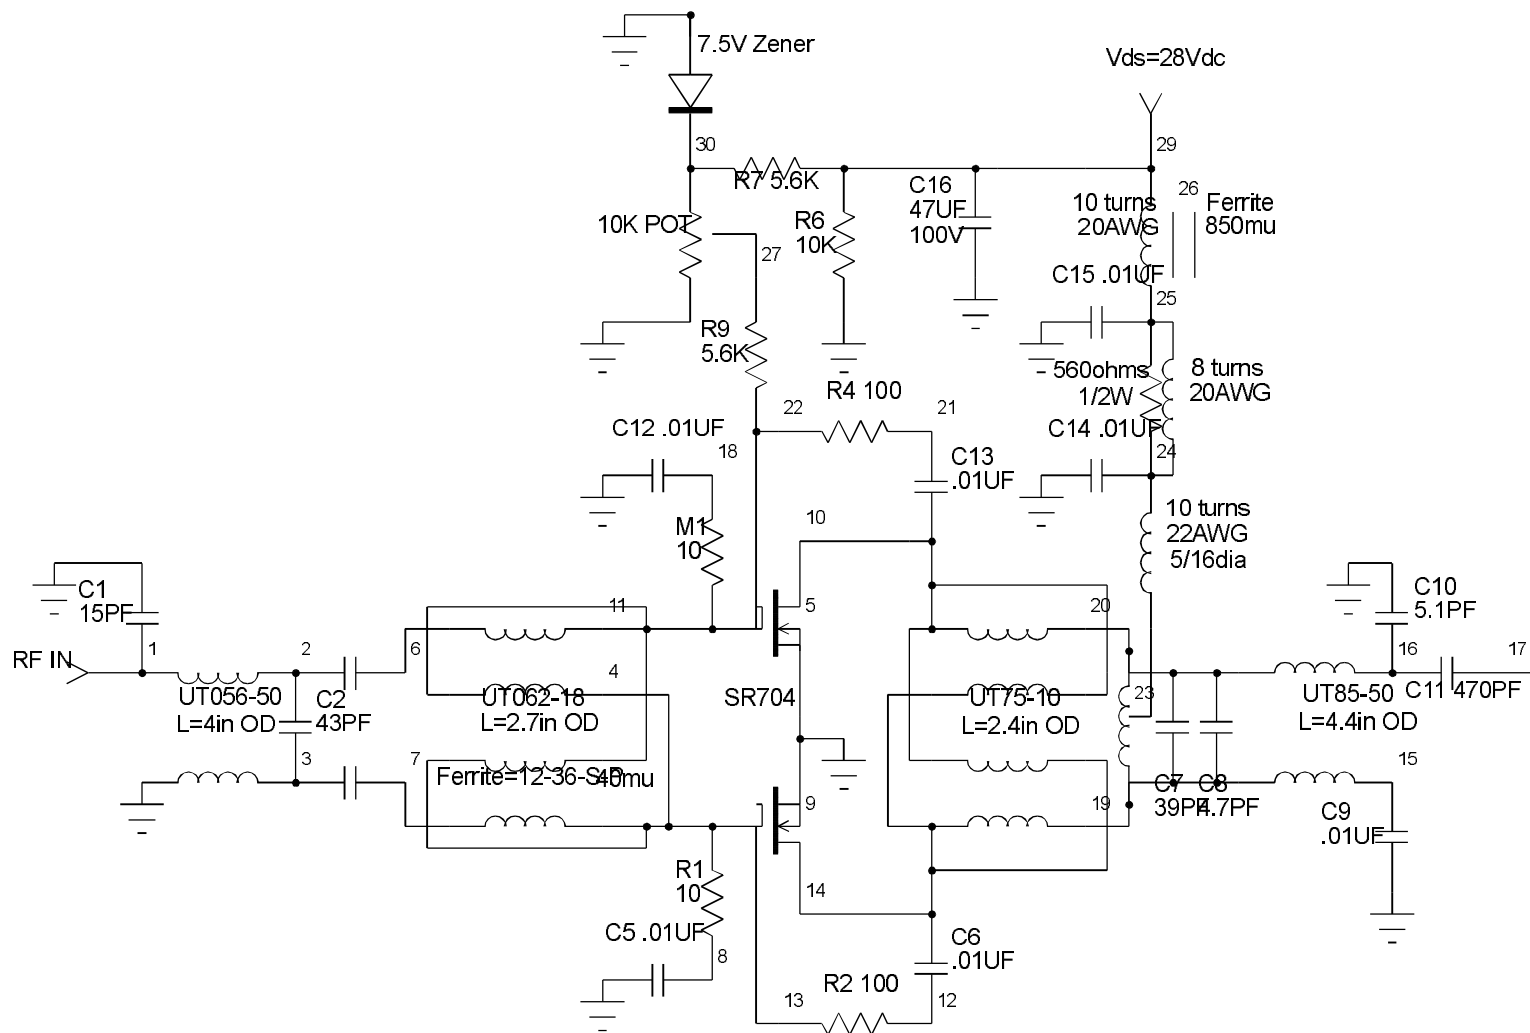 7.5V Zener
Vds=28Vdc
30
29
R7 5.6K
10K POT
27
R6
10K
C16
47UF
100V
10 turns
20AWG
26
Ferrite
850mu
C15 .01UF
25
R9
5.6K
560ohms
1/2W
8 turns
20AWG
R4 100
22
21
C12 .01UF
18
C14 .01UF
24
C13
.01UF
M1
10
10
10 turns
22AWG
5/16dia
C1
15PF
11
5
20
C10
5.1PF
RF IN
1
2
6
4
16
17
UT056-50
L=4in OD
C2
43PF
UT062-18
L=2.7in OD
SR704
UT75-10
L=2.4in OD
23
UT85-50
L=4.4in OD
C11 470PF
3
7
Ferrite=12-36-S-P
40mu
9
19
C7
39PF
C8
4.7PF
15
C9
.01UF
R1
10
14
C5 .01UF
8
C6
.01UF
R2 100
13
12